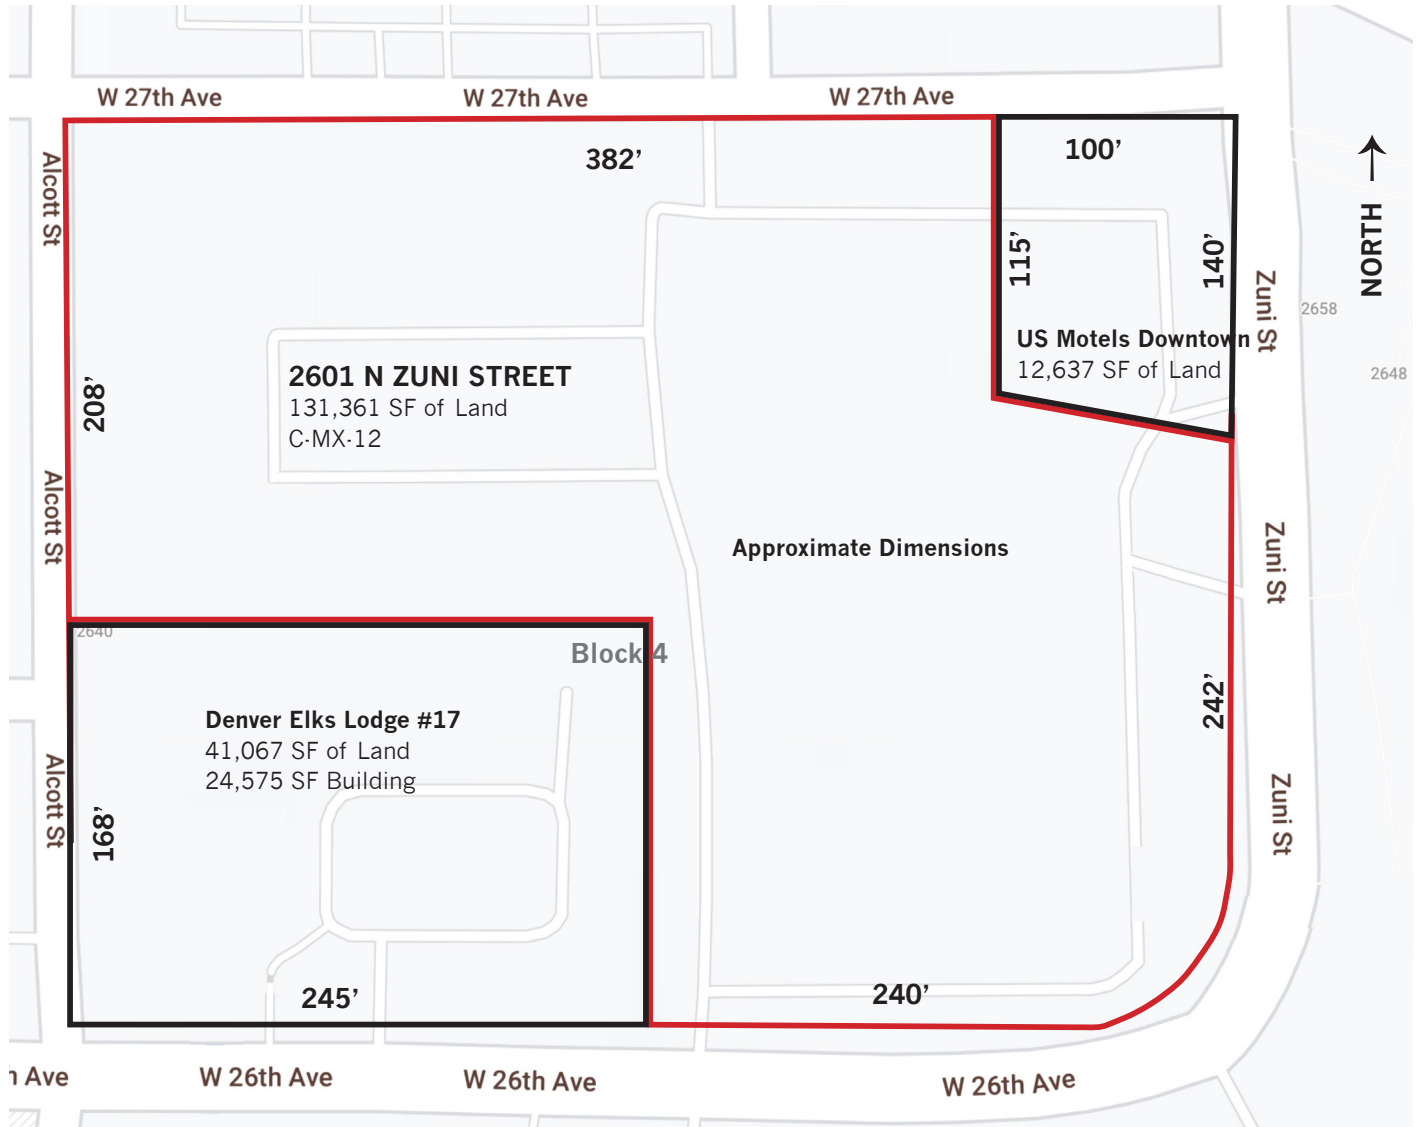 W 27th Ave
W 27th Ave
W 27th Ave
382’
100’
Alcott St
115’
140’
NORTH
Zuni St
2658
US Motels Downtown
12,637 SF of Land
2648
208’
2601 N ZUNI STREET
131,361 SF of Land
C-MX-12
Alcott St
Approximate Dimensions
Zuni St
2640
Block 4
242’
Denver Elks Lodge #17
41,067 SF of Land
24,575 SF Building
Alcott St
168’
Zuni St
245’
240’
h Ave
W 26th Ave
W 26th Ave
W 26th Ave